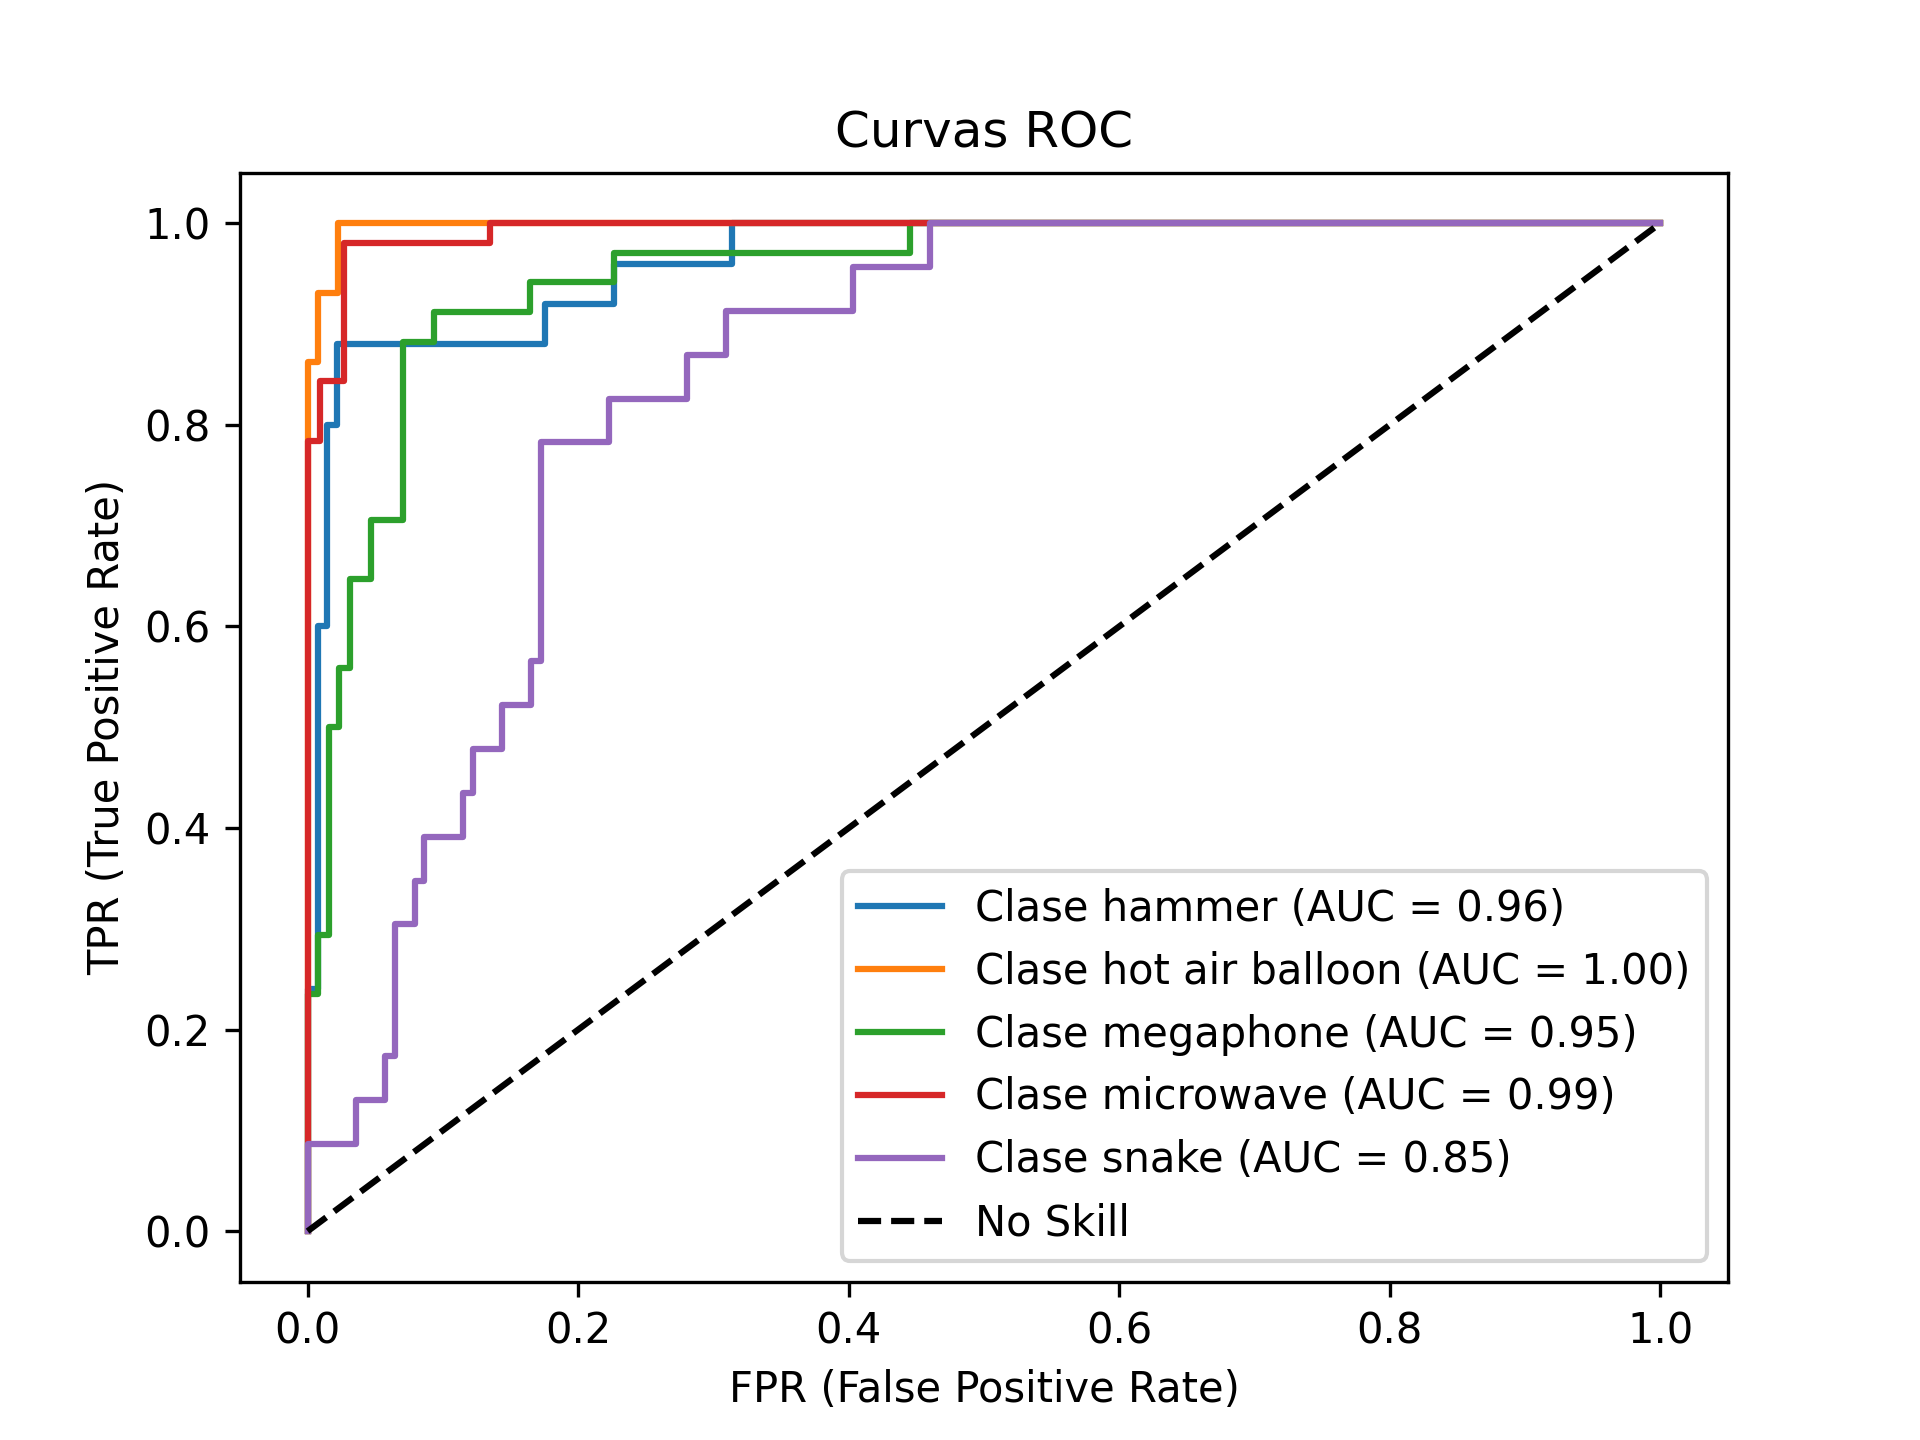 Curvas ROC
TPR (True Positive Rate)
1.0
0.8
0.6
0.4
0.2
0.0
Clase hammer (AUC = 0.96)
Clase hot air balloon (AUC = 1.00)
Clase megaphone (AUC = 0.95)
Clase microwave (AUC = 0.99)
Clase snake (AUC = 0.85)
No Skill
0.0 0.2 0.4 0.6 0.8 1.0
FPR (False Positive Rate)